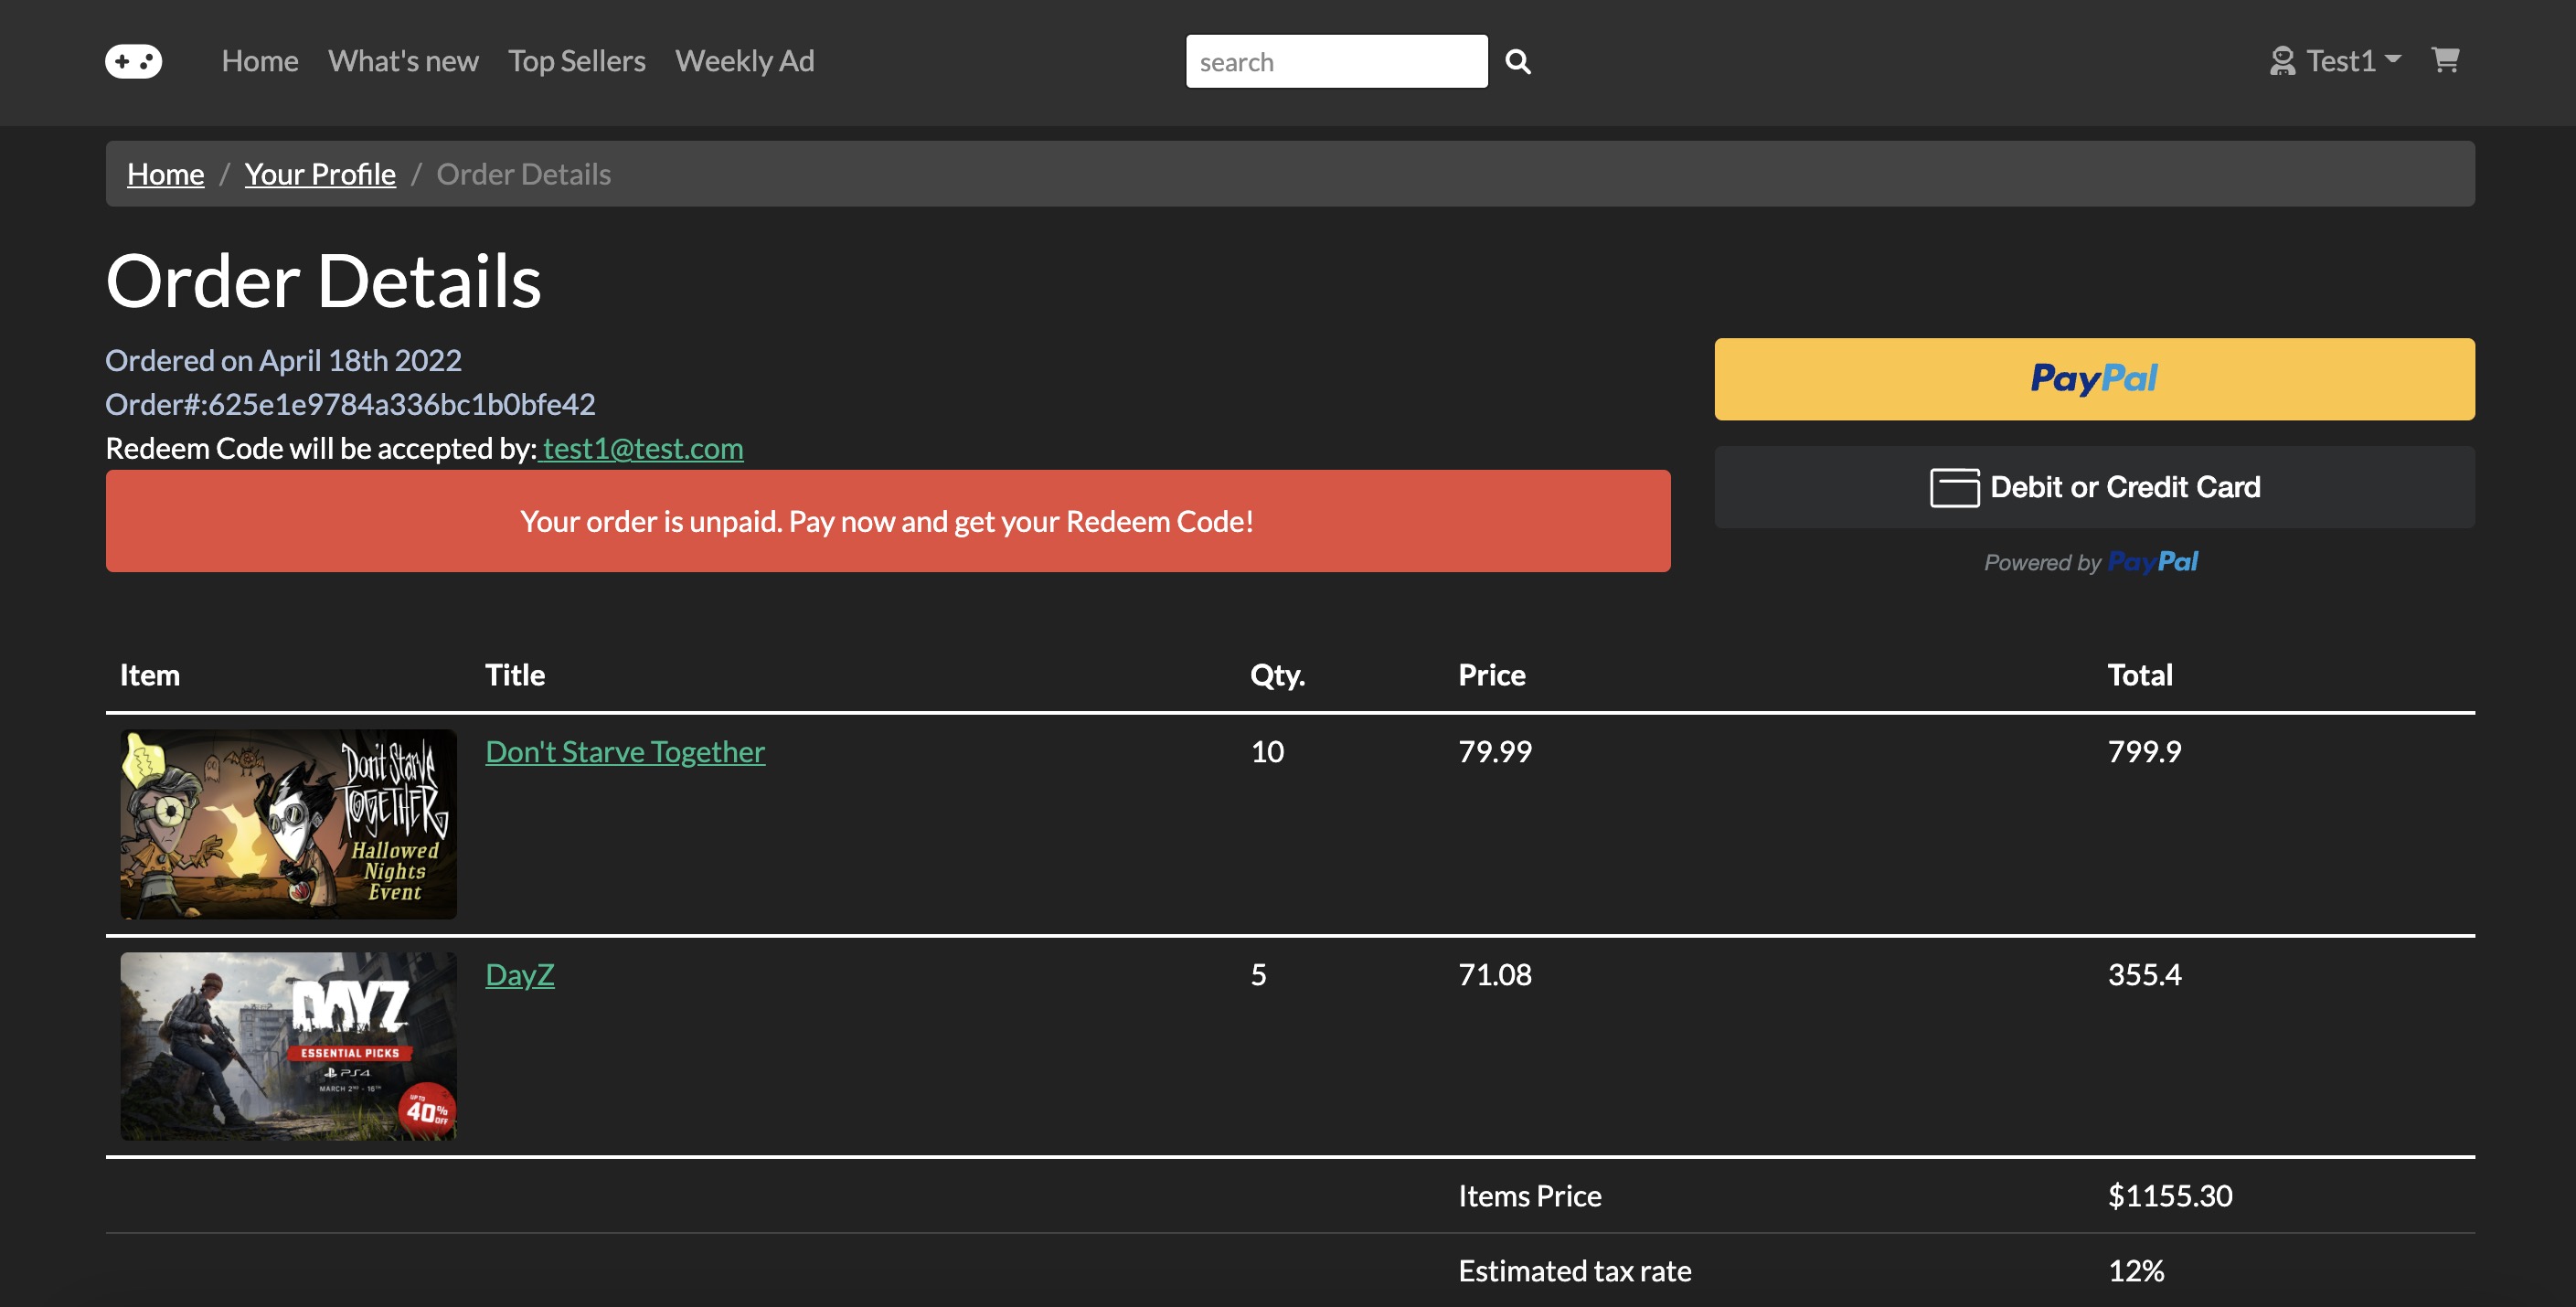 Home What's new Top Sellers Weekly Ad search Test1
Home / Your Profile / Order Details
Order Details
Ordered on April 18th 2022
Order#:625e1e9784a336bc1b0bfe42
Redeem Code will be accepted by: test1@test.com
Your order is unpaid. Pay now and get your Redeem Code!
PayPal
Debit or Credit Card
Powered by PayPal
Item Title Qty. Price Total
Don't Starve Together 10 79.99 799.9
Don't Starve
TOGETHER
Hallowed
Nights
Event
DayZ 5 71.08 355.4
DAYZ
ESSENTIAL PICKS
PS4
MARCH 2ND - 16TH
UP TO
40% OFF
Items Price $1155.30
Estimated tax rate 12%